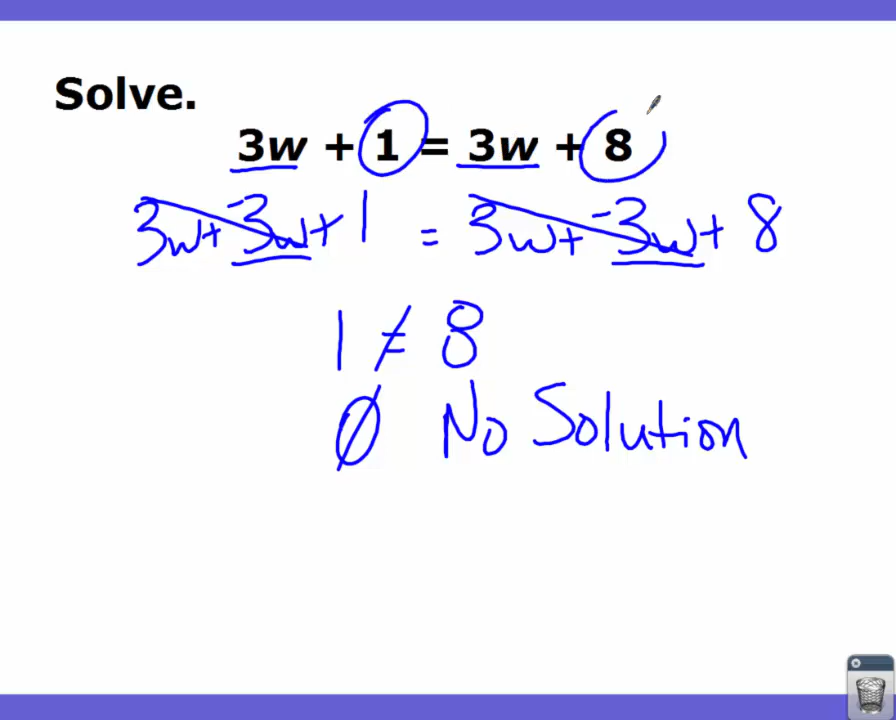 Solve.
3w + 1 = 3w + 8
3w + -3w + 1 = 3w + -3w + 8
1 ≠ 8
Ø No Solution